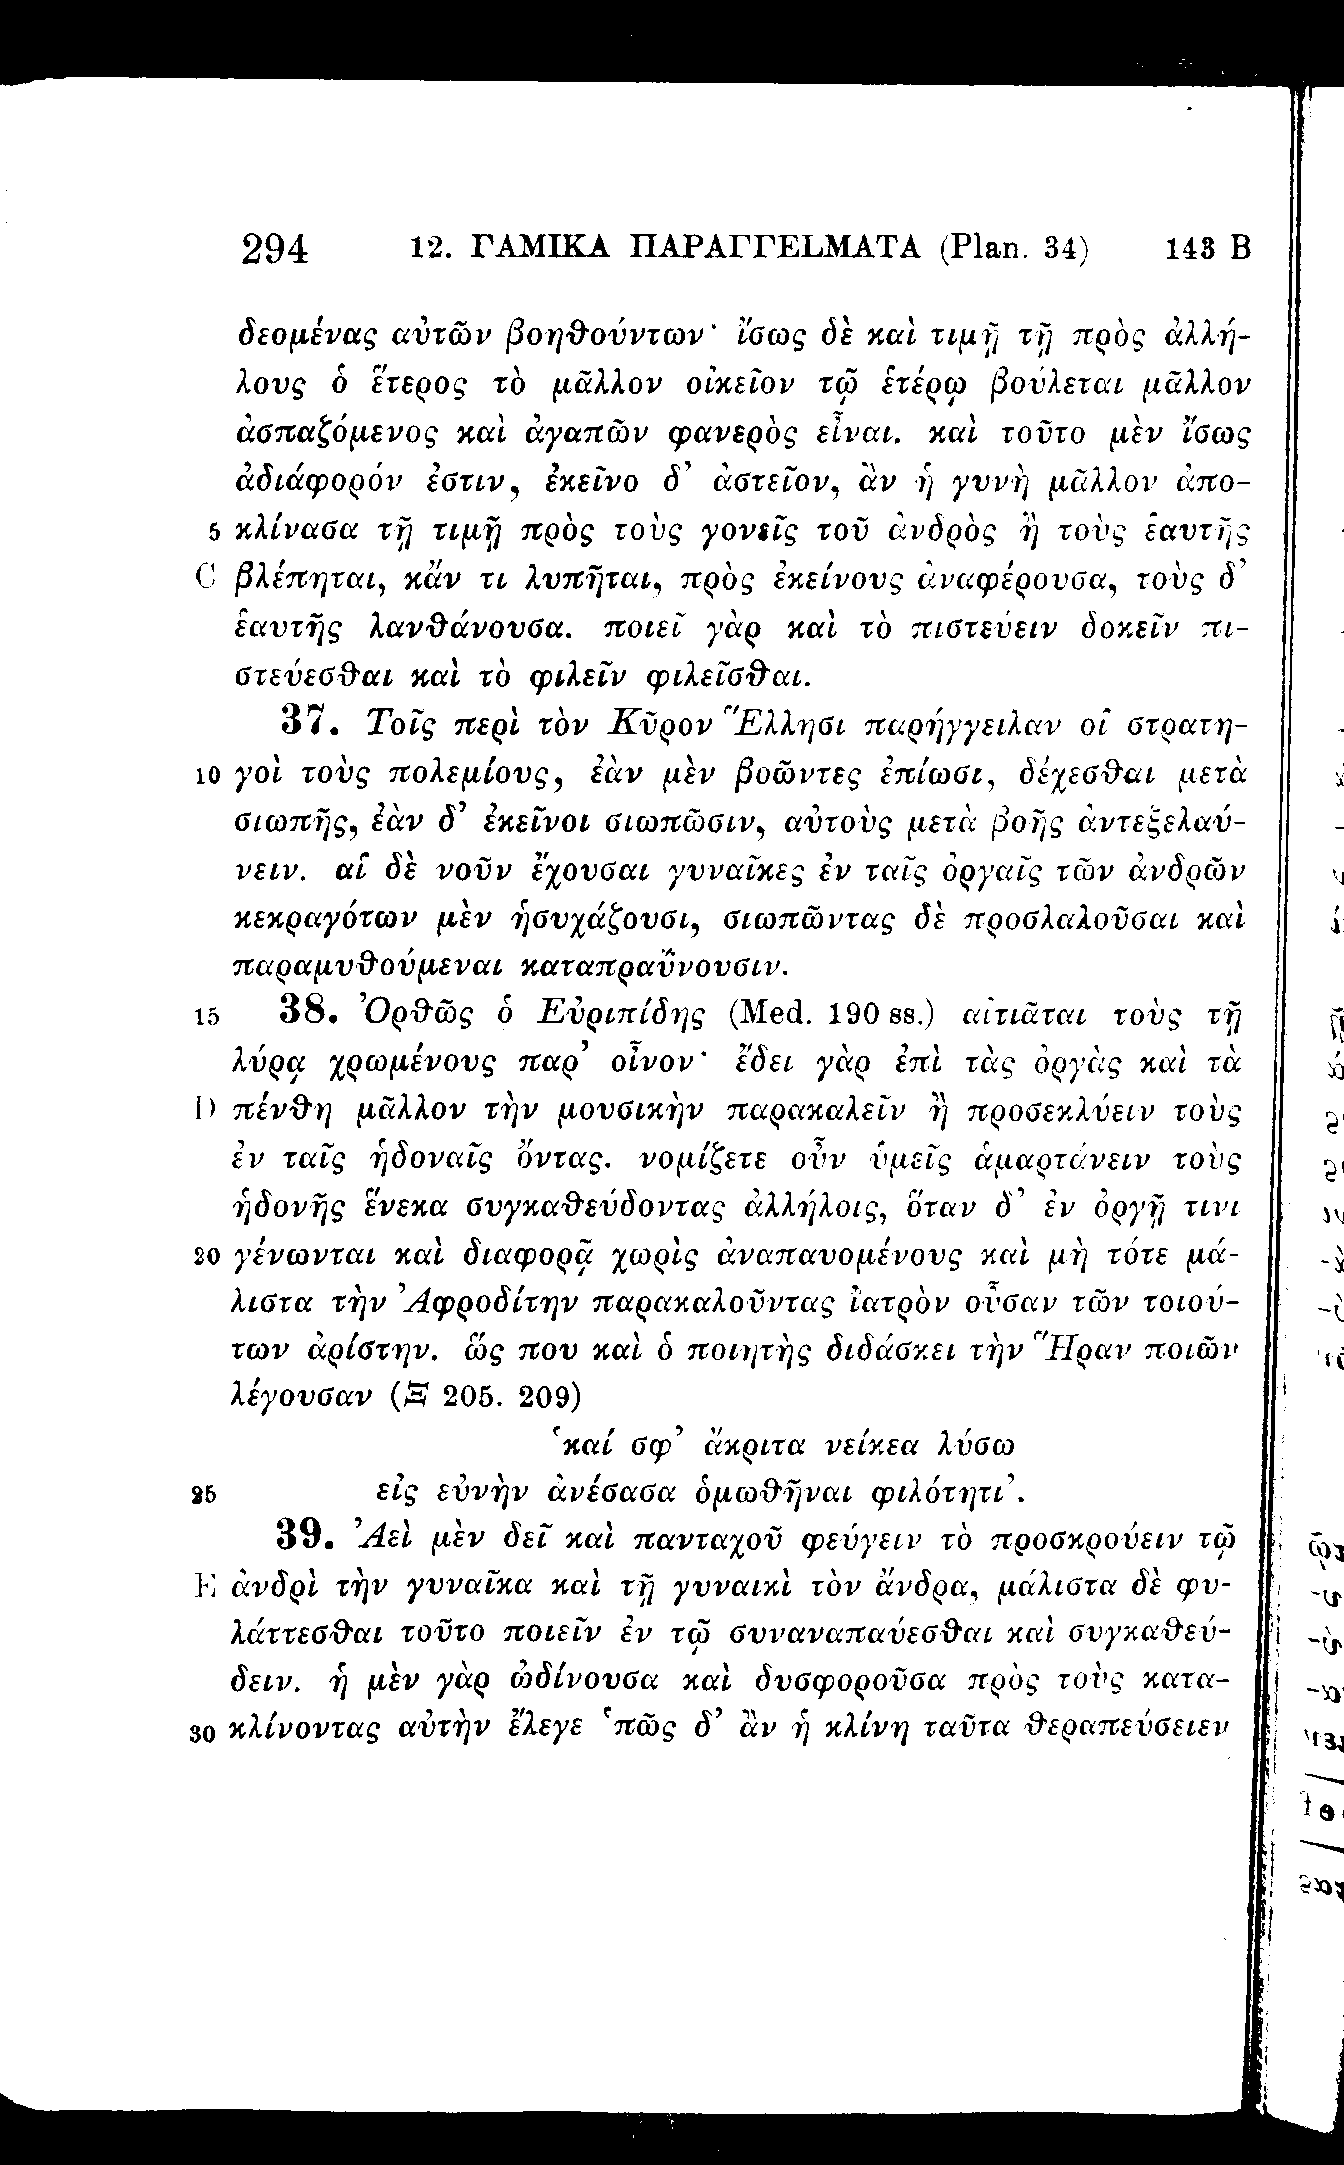 294 12. ΓΑΜΙΚΑ ΠΑΡΑΓΓΕLΜΑΤΑ (Plan. 34) 143 B
δεομένας αὐτῶν βοηθούντων· ἴσως δὲ καὶ τιμῇ τῇ πρὸς ἀλλή-
λους ὁ ἕτερος τὸ μᾶλλον οἰκεῖον τῷ ἑτέρῳ βούλεται μᾶλλον
ἀσπαζόμενος καὶ ἀγαπῶν φανερὸς εἶναι. καὶ τοῦτο μὲν ἴσως
ἀδιάφορόν ἐστιν, ἐκεῖνο δ’ ἀστεῖον, ἂν ἡ γυνὴ μᾶλλον ἀπο-
5 κλίνασα τῇ τιμῇ πρὸς τοὺς γονεῖς τοῦ ἀνδρὸς ἢ τοὺς ἑαυτῆς
C βλέπηται, κἄν τι λυπῆται, πρὸς ἐκείνους ἀναφέρουσα, τοὺς δ’
ἑαυτῆς λανθάνουσα. ποιεῖ γὰρ καὶ τὸ πιστεύειν δοκεῖν πι-
στεύεσθαι καὶ τὸ φιλεῖν φιλεῖσθαι.
37. Τοῖς περὶ τὸν Κῦρον Ἕλλησι παρήγγειλαν οἱ στρατη-
10 γοὶ τοὺς πολεμίους, ἐὰν μὲν βοῶντες ἐπίωσι, δέχεσθαι μετὰ
σιωπῆς, ἐὰν δ’ ἐκεῖνοι σιωπῶσιν, αὐτοὺς μετὰ βοῆς ἀντεξελαύ-
νειν. αἱ δὲ νοῦν ἔχουσαι γυναῖκες ἐν ταῖς ὀργαῖς τῶν ἀνδρῶν
κεκραγότων μὲν ἡσυχάζουσι, σιωπῶντας δὲ προσλαλοῦσαι καὶ
παραμυθούμεναι καταπραΰνουσιν.
15 38. Ὀρθῶς ὁ Εὐριπίδης (Med. 190 ss.) αἰτιᾶται τοὺς τῇ
λύρᾳ χρωμένους παρ’ οἶνον· ἔδει γὰρ ἐπὶ τὰς ὀργὰς καὶ τὰ
D πένθη μᾶλλον τὴν μουσικὴν παρακαλεῖν ἢ προσεκλύειν τοὺς
ἐν ταῖς ἡδοναῖς ὄντας. νομίζετε οὖν ὑμεῖς ἁμαρτάνειν τοὺς
ἡδονῆς ἕνεκα συγκαθεύδοντας ἀλλήλοις, ὅταν δ’ ἐν ὀργῇ τινι
20 γένωνται καὶ διαφορᾷ χωρὶς ἀναπαυομένους καὶ μὴ τότε μά-
λιστα τὴν Ἀφροδίτην παρακαλοῦντας ἰατρὸν οὖσαν τῶν τοιού-
των ἀρίστην. ὥς που καὶ ὁ ποιητὴς διδάσκει τὴν Ἥραν ποιῶν
λέγουσαν (Ξ 205. 209)
‘καί σφ’ ἄκριτα νείκεα λύσω
25 εἰς εὐνὴν ἀνέσασα ὁμωθῆναι φιλότητι’.
39. Ἀεὶ μὲν δεῖ καὶ πανταχοῦ φεύγειν τὸ προσκρούειν τῷ
E ἀνδρὶ τὴν γυναῖκα καὶ τῇ γυναικὶ τὸν ἄνδρα, μάλιστα δὲ φυ-
λάττεσθαι τοῦτο ποιεῖν ἐν τῷ συναναπαύεσθαι καὶ συγκαθεύ-
δειν. ἡ μὲν γὰρ ὠδίνουσα καὶ δυσφοροῦσα πρὸς τοὺς κατα-
30 κλίνοντας αὐτὴν ἔλεγε ‘πῶς δ’ ἂν ἡ κλίνη ταῦτα θεραπεύσειεν